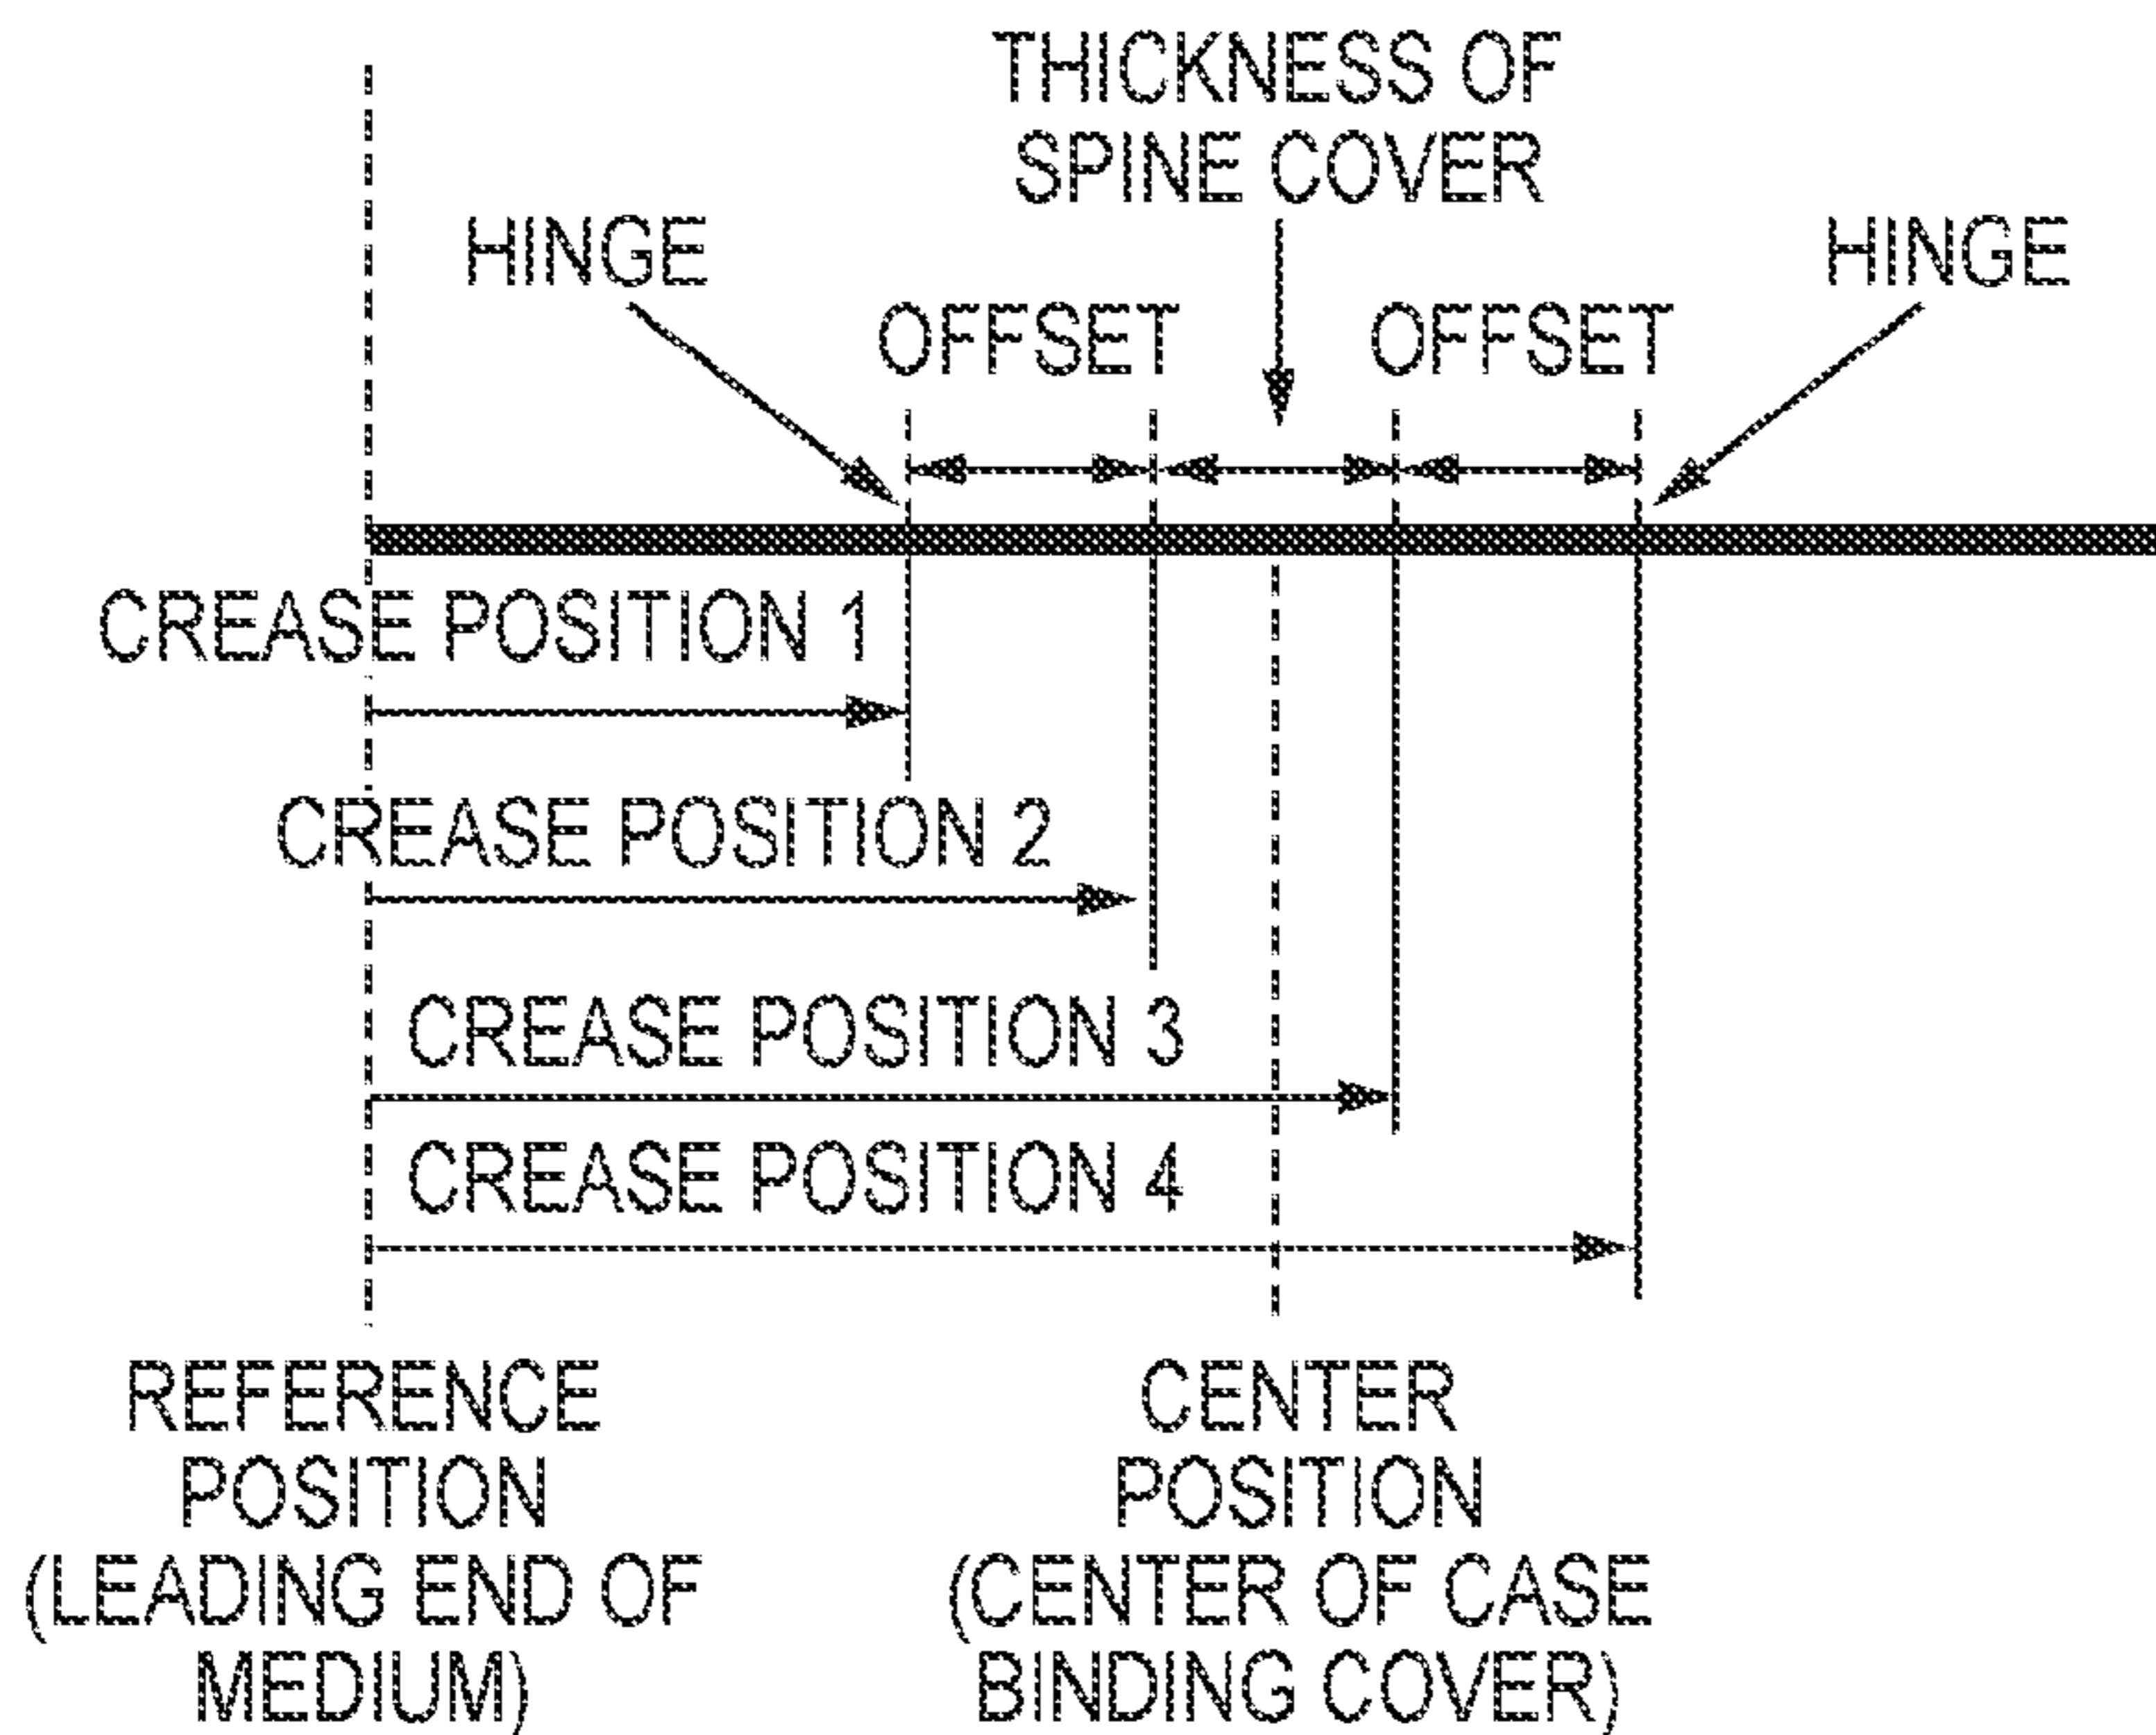 THICKNESS OF
SPINE COVER
HINGE
HINGE
OFFSET
OFFSET
CREASE POSITION 1
CREASE POSITION 2
CREASE POSITION 3
CREASE POSITION 4
REFERENCE
POSITION
(LEADING END OF
MEDIUM)
CENTER
POSITION
(CENTER OF CASE
BINDING COVER)